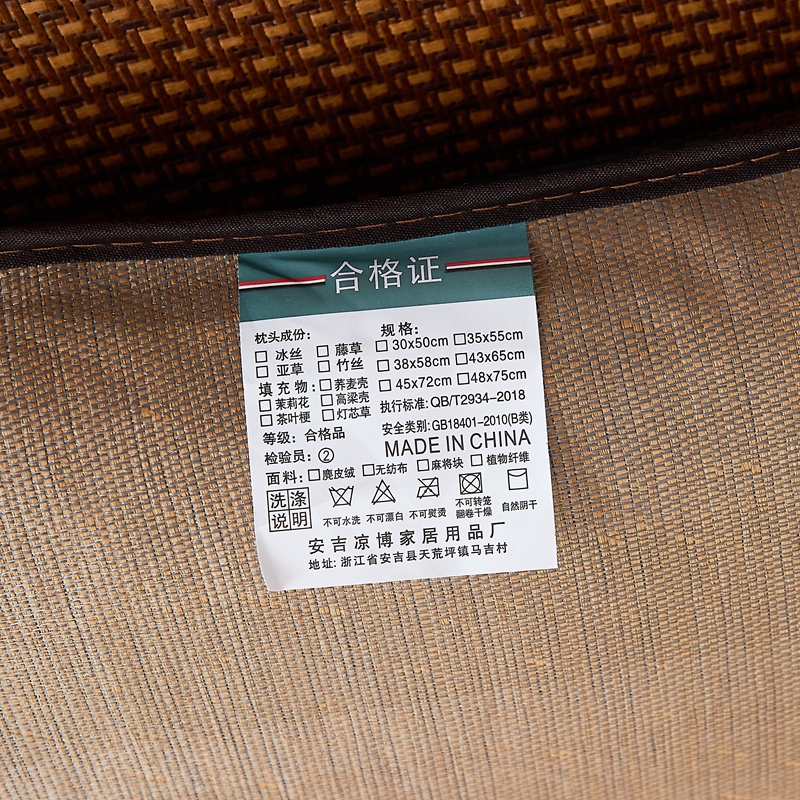 合格证
枕头成份:
□ 冰丝 □ 藤草
□ 亚草 □ 竹丝
填充物: □ 荞麦壳
□ 茉莉花 □ 高梁壳
□ 茶叶梗 □ 灯芯草
等级: 合格品
检验员: ②
规格:
□ 30x50cm □ 35x55cm
□ 38x58cm □ 43x65cm
□ 45x72cm □ 48x75cm
执行标准: QB/T2934-2018
安全类别: GB18401-2010(B类)
MADE IN CHINA
面料: □ 麂皮绒 □ 无纺布 □ 麻将块 □ 植物纤维
洗涤
说明
不可水洗 不可漂白 不可熨烫 不可转笼翻卷干燥 自然阴干
安吉凉博家居用品厂
地址: 浙江省安吉县天荒坪镇马吉村